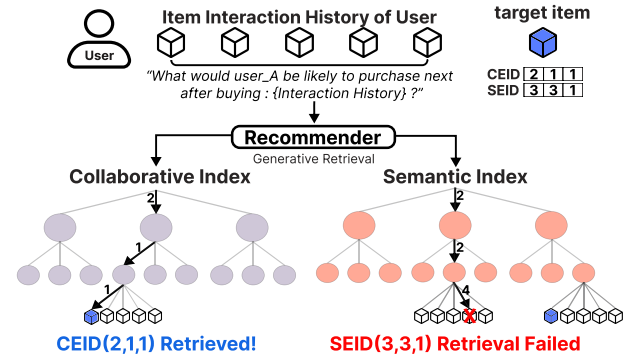 Item Interaction History of User
target item
User
"What would user_A be likely to purchase next
after buying : {Interaction History} ?"
CEID 2 1 1
SEID 3 3 1
Recommender
Generative Retrieval
Collaborative Index
Semantic Index
2
2
1
2
1
4
X
CEID(2,1,1) Retrieved!
SEID(3,3,1) Retrieval Failed